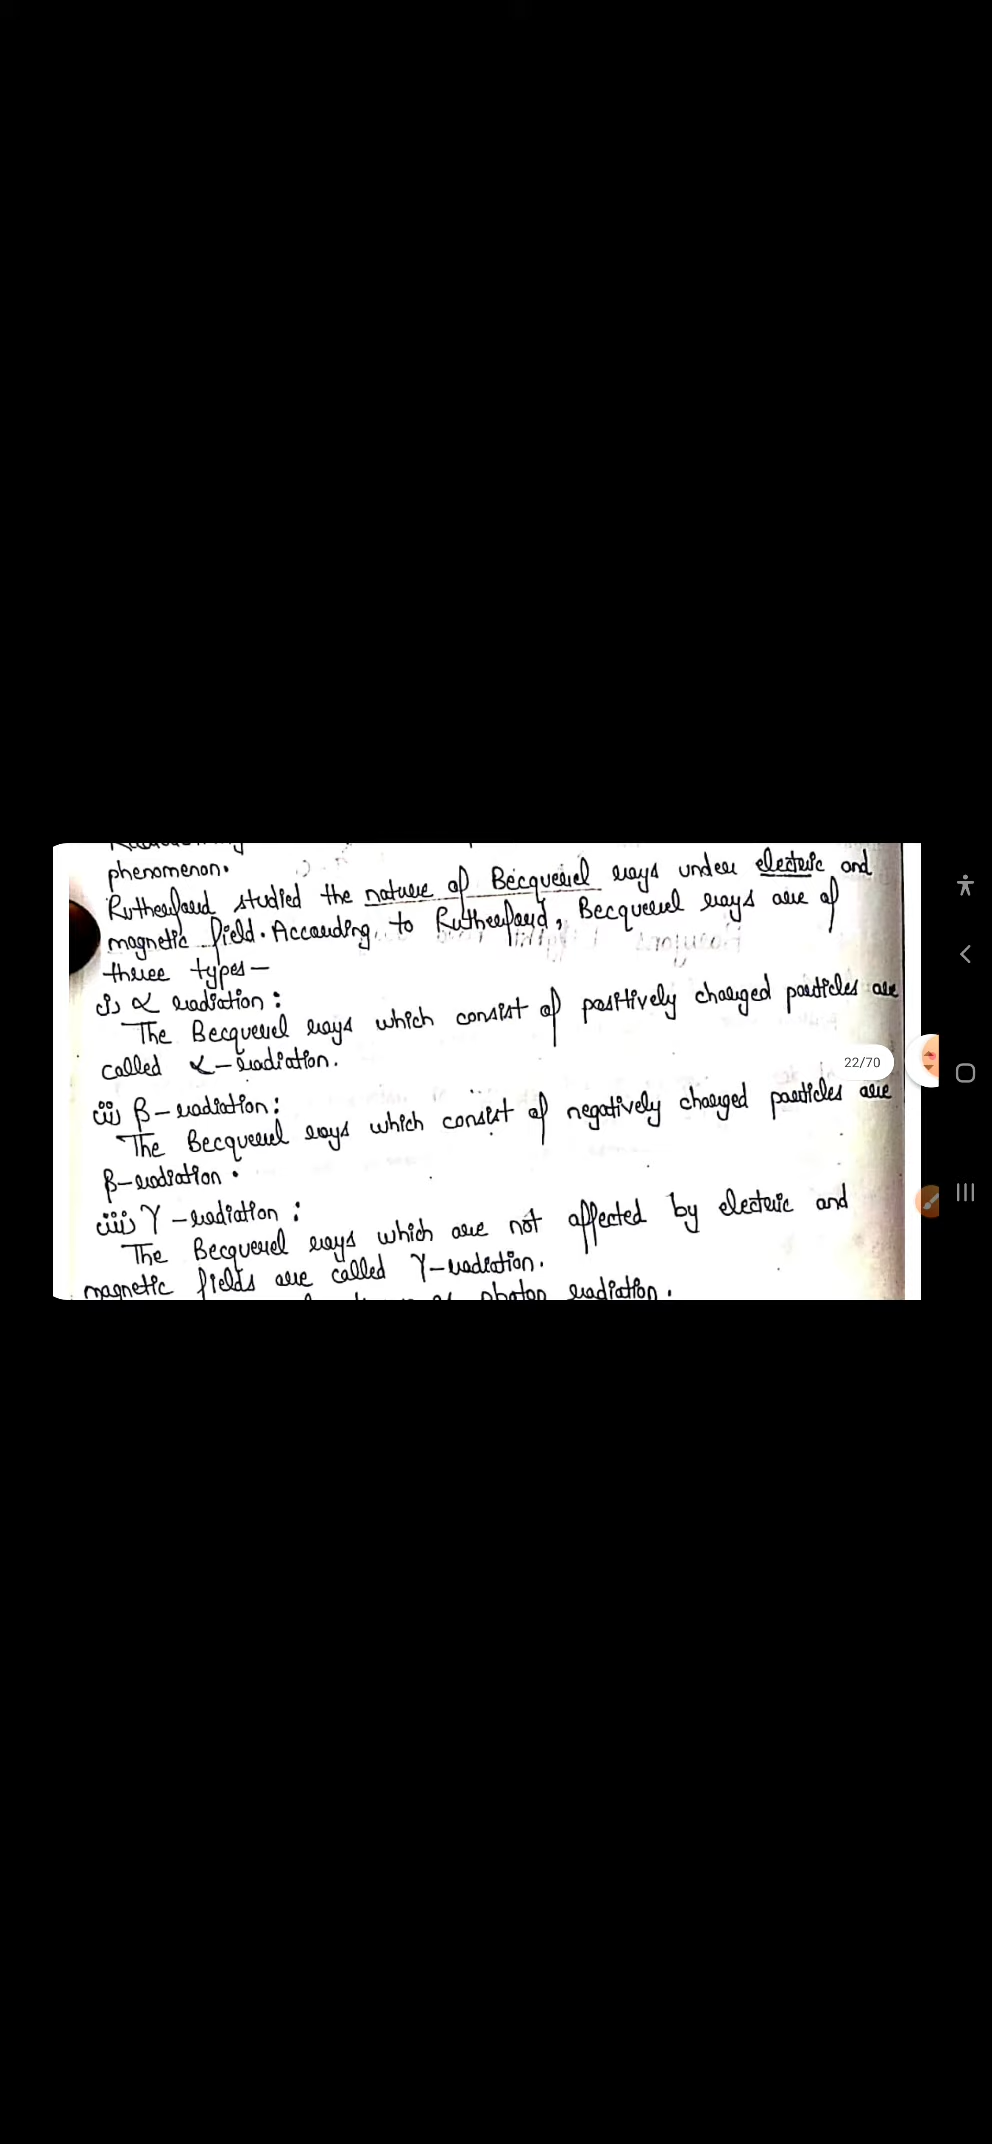 phenomenon.
Rutherford studied the nature of Becquerel rays under electric and
magnetic field. According to Rutherford, Becquerel rays are of
three types—
(i) α radiation:
The Becquerel rays which consist of positively charged particles are
called α-radiation.
22/70
(ii) β-radiation:
The Becquerel rays which consist of negatively charged particles are
β-radiation.
(iii) γ-radiation:
The Becquerel rays which are not affected by electric and
magnetic fields are called γ-radiation.
photon radiation.